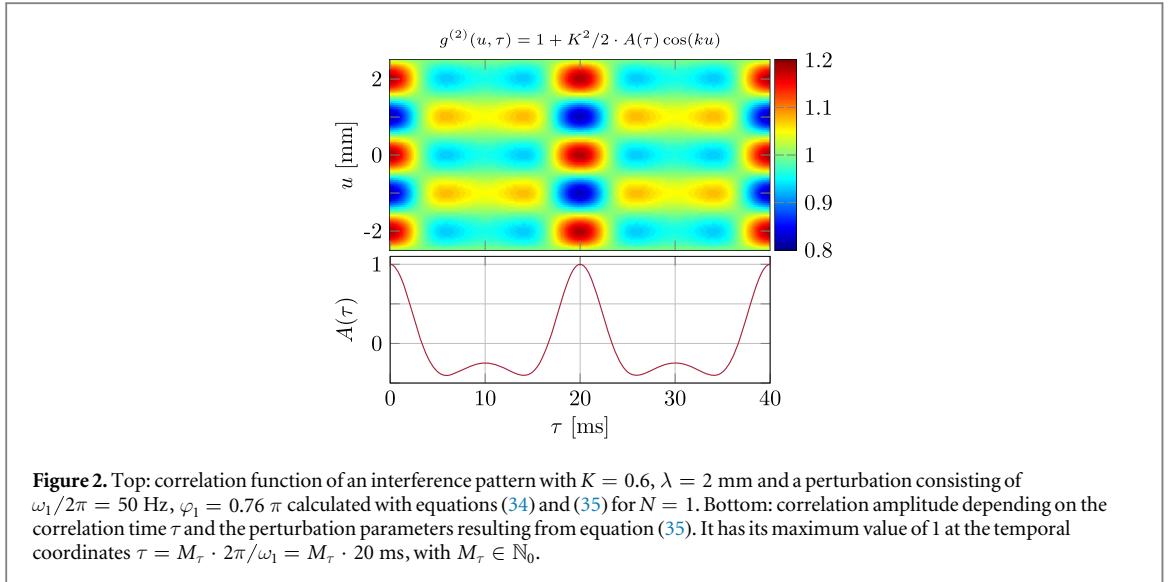 g⁽²⁾(u, τ) = 1 + K²/2 · A(τ) cos(ku)
2
0
-2
u [mm]
1.2
1.1
1
0.9
0.8
1
0
A(τ)
0 10 20 30 40
τ [ms]
Figure 2. Top: correlation function of an interference pattern with K = 0.6, λ = 2 mm and a perturbation consisting of
ω₁/2π = 50 Hz, φ₁ = 0.76 π calculated with equations (34) and (35) for N = 1. Bottom: correlation amplitude depending on the
correlation time τ and the perturbation parameters resulting from equation (35). It has its maximum value of 1 at the temporal
coordinates τ = M_τ · 2π/ω₁ = M_τ · 20 ms, with M_τ ∈ ℕ₀.